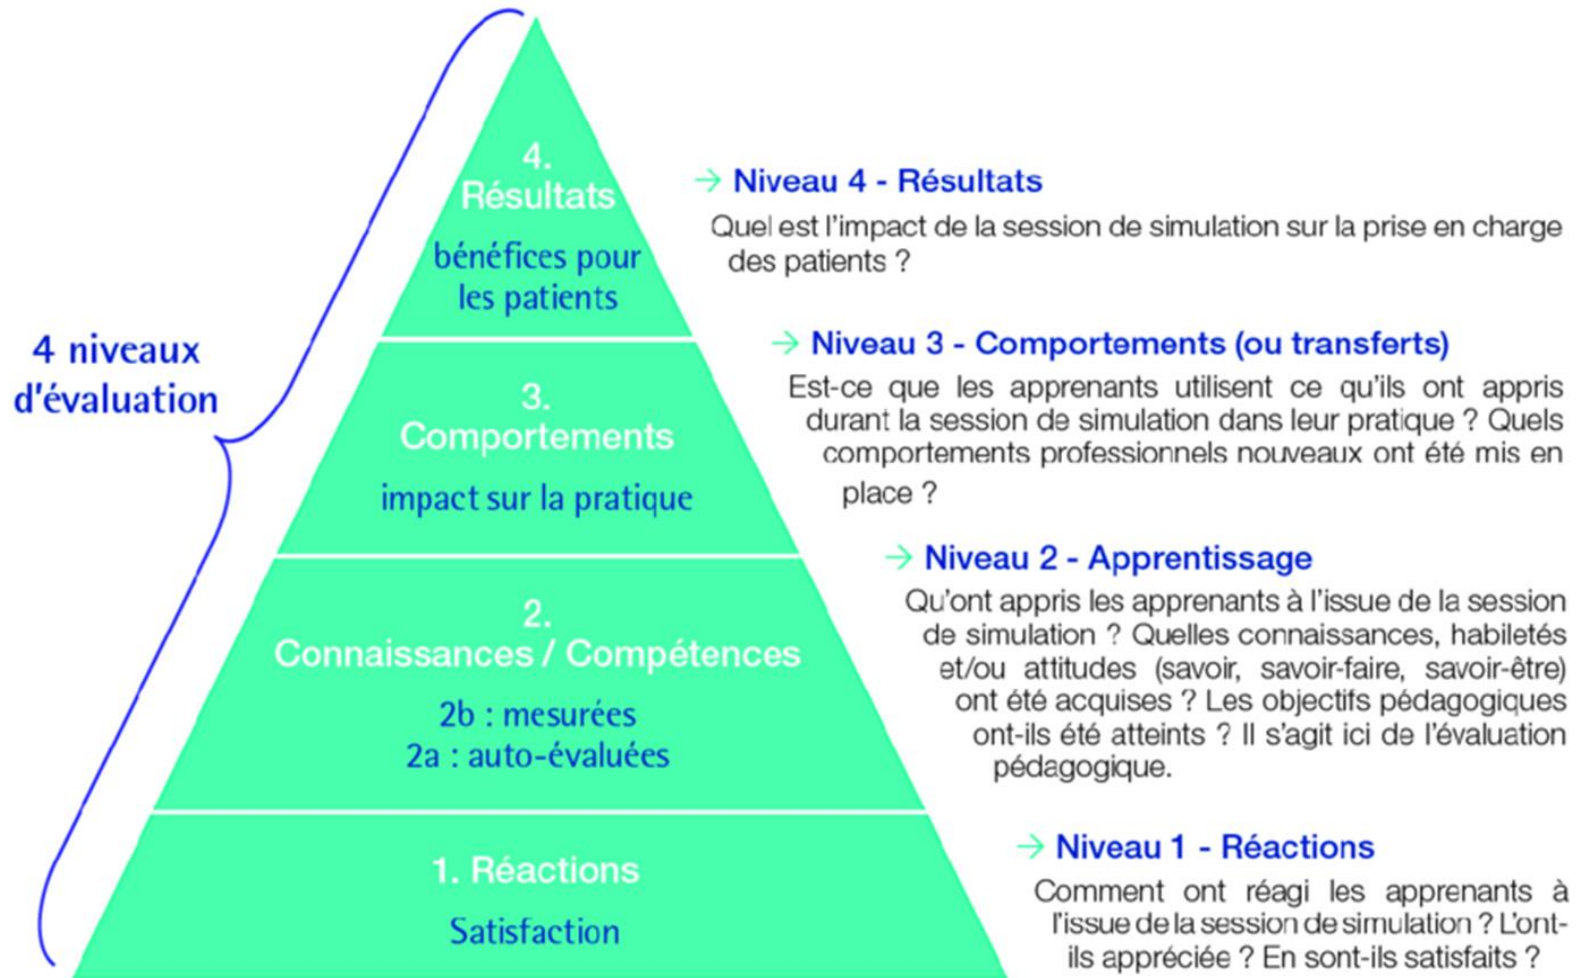 4 niveaux
d'évaluation
4.
Résultats
bénéfices pour
les patients
3.
Comportements
impact sur la pratique
2.
Connaissances / Compétences
2b : mesurées
2a : auto-évaluées
1. Réactions
Satisfaction
→ Niveau 4 - Résultats
Quel est l'impact de la session de simulation sur la prise en charge
des patients ?
→ Niveau 3 - Comportements (ou transferts)
Est-ce que les apprenants utilisent ce qu'ils ont appris
durant la session de simulation dans leur pratique ? Quels
comportements professionnels nouveaux ont été mis en
place ?
→ Niveau 2 - Apprentissage
Qu'ont appris les apprenants à l'issue de la session
de simulation ? Quelles connaissances, habiletés
et/ou attitudes (savoir, savoir-faire, savoir-être)
ont été acquises ? Les objectifs pédagogiques
ont-ils été atteints ? Il s'agit ici de l'évaluation
pédagogique.
→ Niveau 1 - Réactions
Comment ont réagi les apprenants à
l'issue de la session de simulation ? L'ont-
ils appréciée ? En sont-ils satisfaits ?